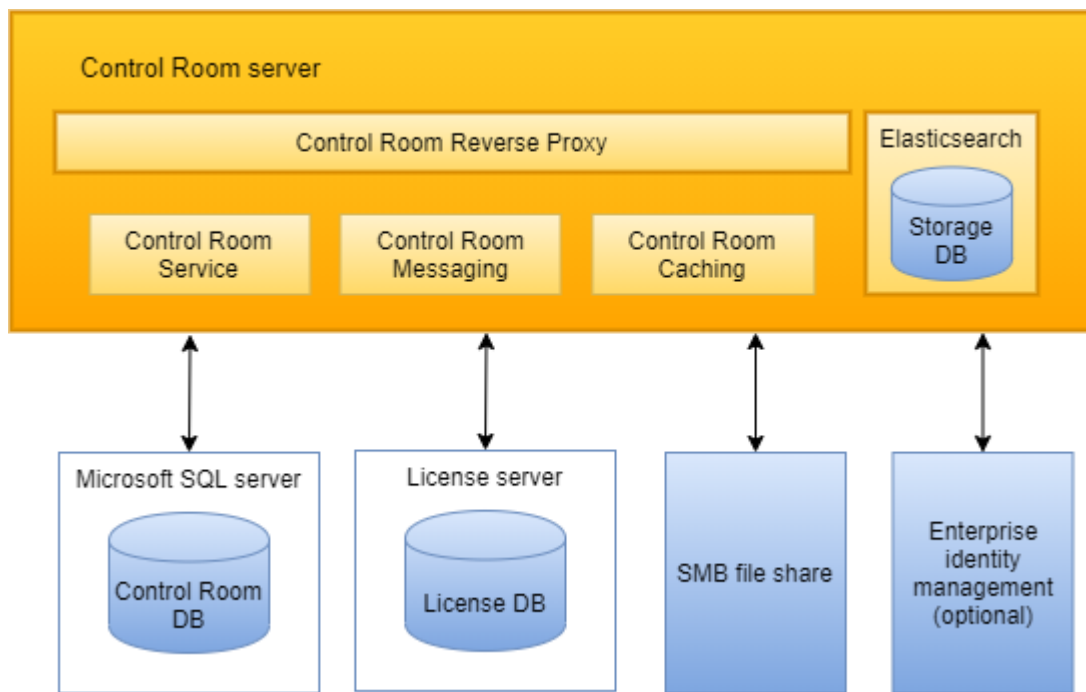 Control Room server
Control Room Reverse Proxy
Elasticsearch
Storage
DB
Control Room
Service
Control Room
Messaging
Control Room
Caching
Microsoft SQL server
Control Room
DB
License server
License DB
SMB file share
Enterprise
identity
management
(optional)